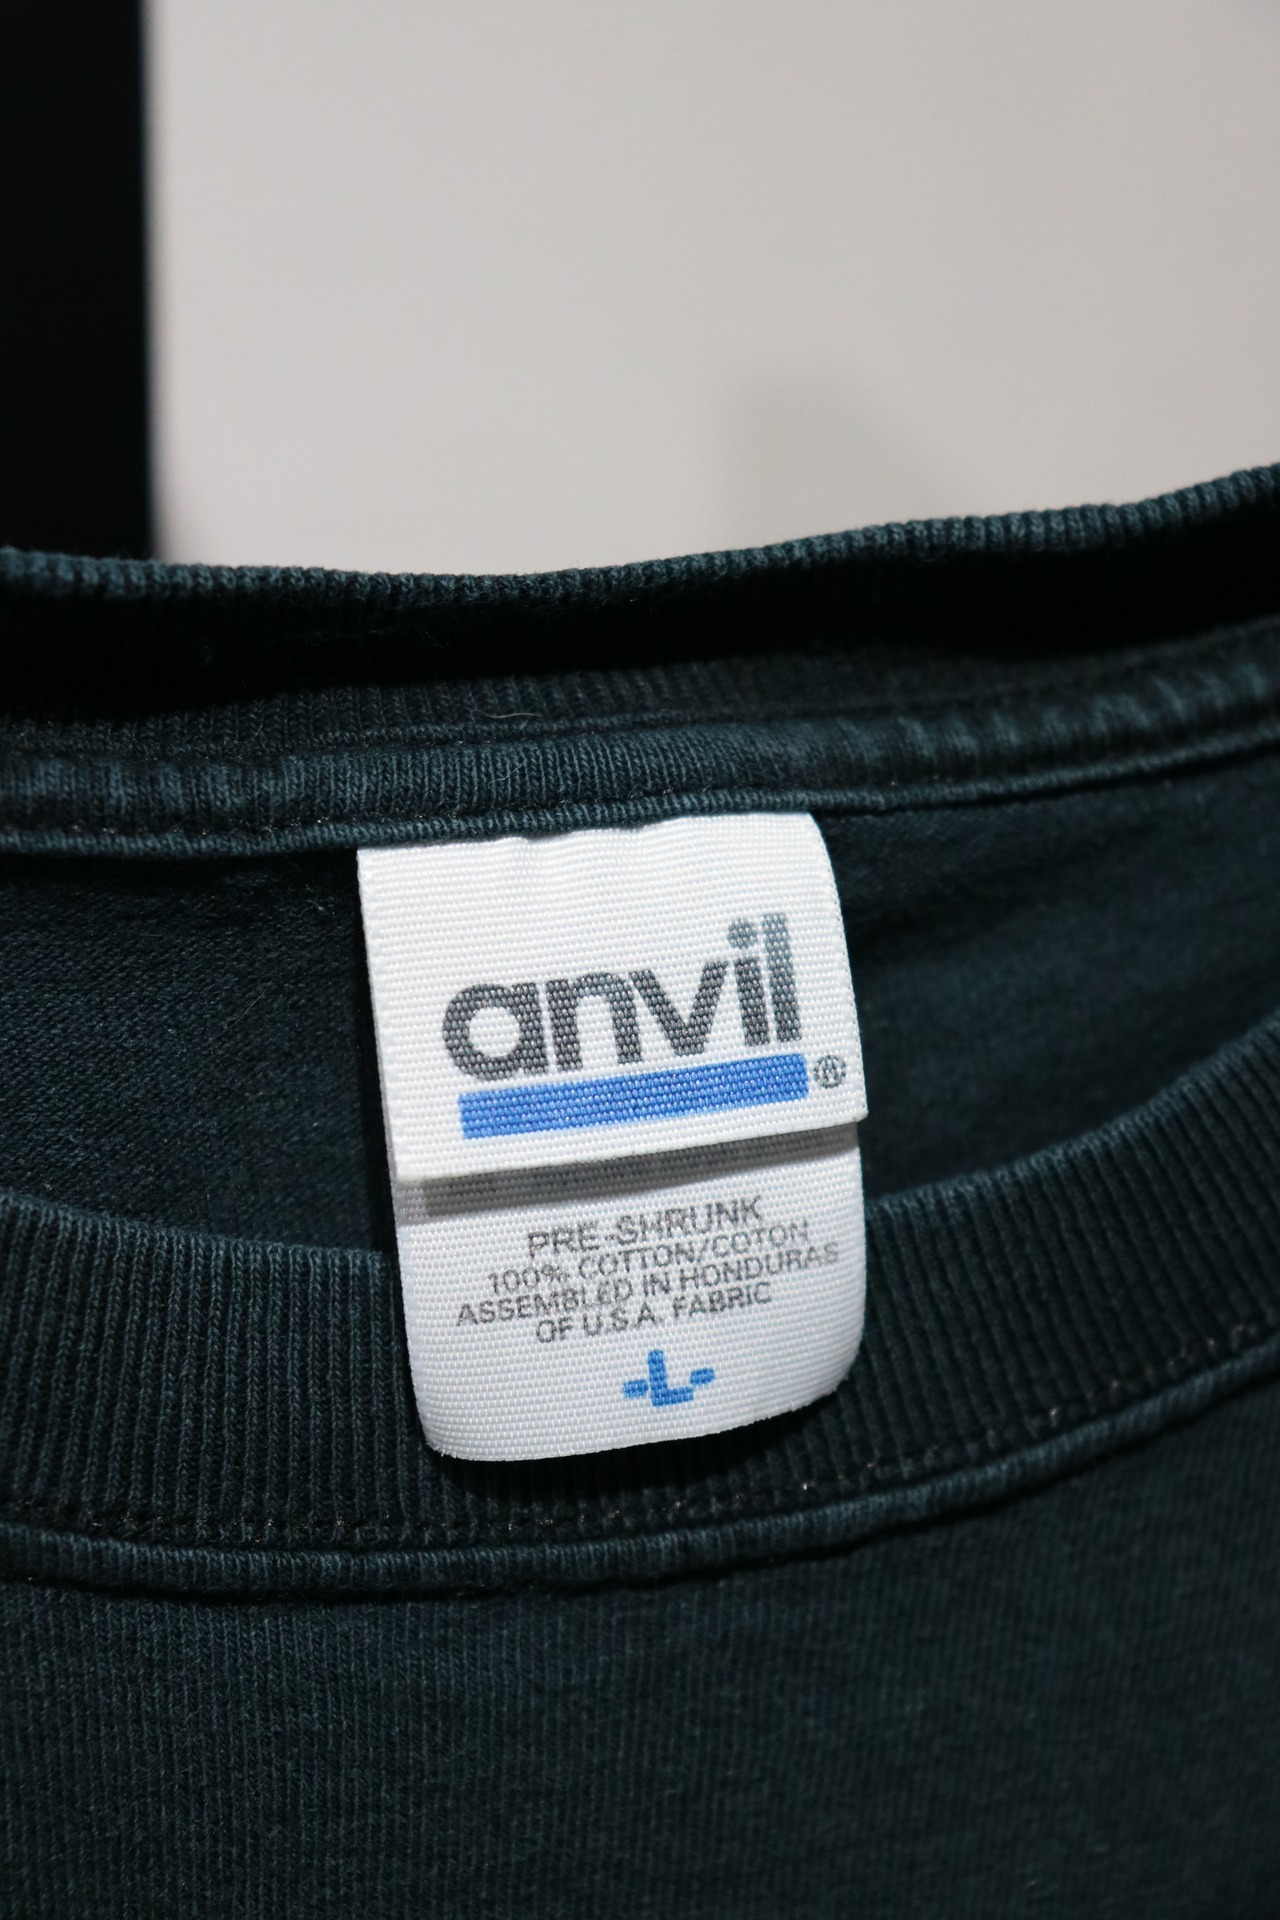 anvil®
PRE-SHRUNK
100% COTTON/COTON
ASSEMBLED IN HONDURAS
OF U.S.A. FABRIC
-L-